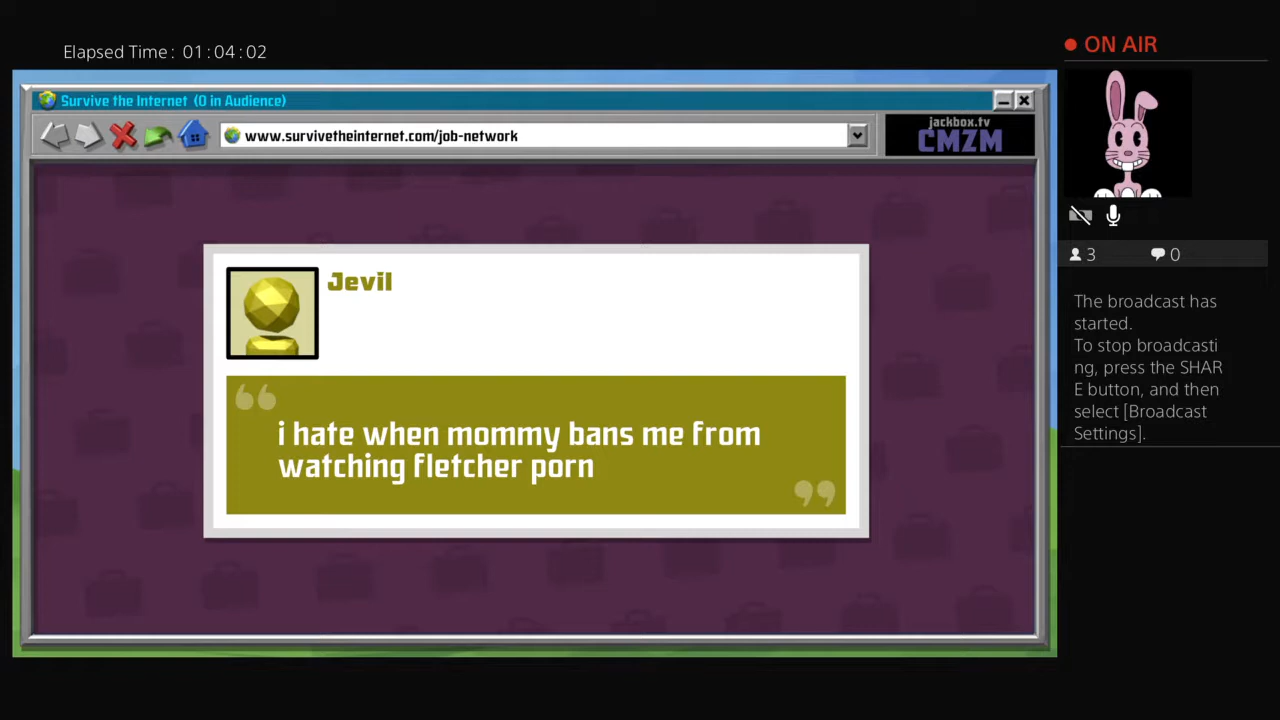 Elapsed Time: 01:04:02
ON AIR
Survive the Internet (0 in Audience)
www.survivetheinternet.com/job-network
jackbox.tv
CMZM
Jevil
“
i hate when mommy bans me from
watching fletcher porn
”
3
0
The broadcast has
started.
To stop broadcasti
ng, press the SHAR
E button, and then
select [Broadcast
Settings].